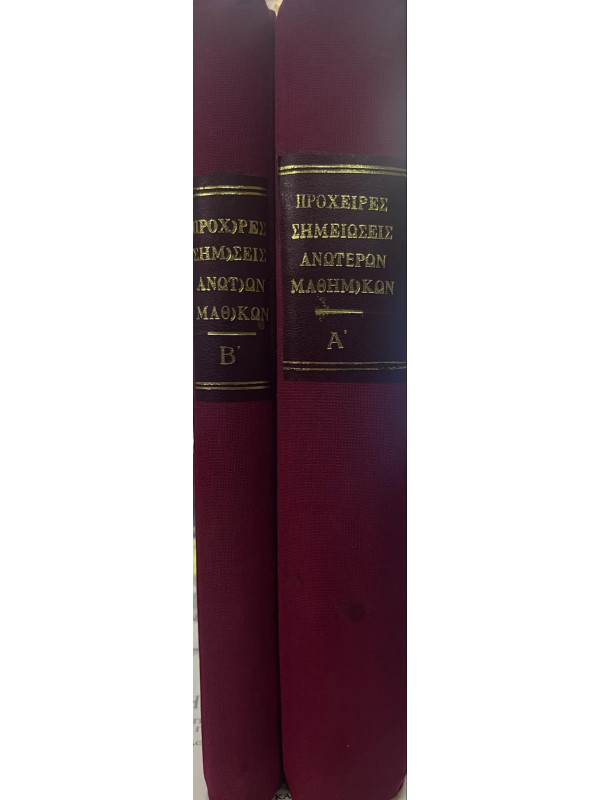 ΠΡΟΧ)ΡΕΣ
ΣΗΜ)ΣΕΙΣ
ΑΝΩΤ)ΩΝ
ΜΑΘ)ΚΩΝ
Β'
ΠΡΟΧΕΙΡΕΣ
ΣΗΜΕΙΩΣΕΙΣ
ΑΝΩΤΕΡΩΝ
ΜΑΘΗΜ)ΚΩΝ
Α'